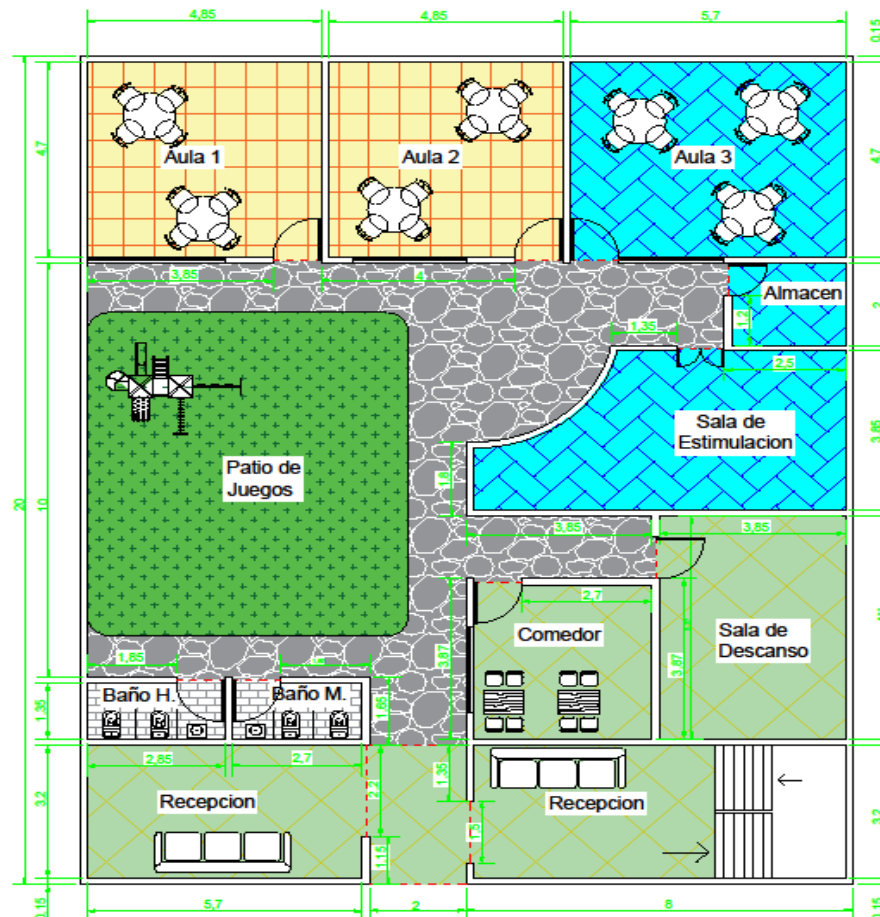 4,85
4,85
5,7
0.15
4.7
4.7
Aula 1
Aula 2
Aula 3
3,85
4
Almacen
2
1,2
1,35
2.5
Sala de
Estimulacion
3.85
20
10
Patio de
Juegos
1,8
3,85
3,85
2,7
Comedor
Sala de
Descanso
3.87
3.87
1,85
Baño H.
Baño M.
1.35
1.65
2,85
2.7
1.35
Recepcion
Recepcion
3.2
2.2
1.5
3.2
1.15
0.15
0.15
5,7
2
8